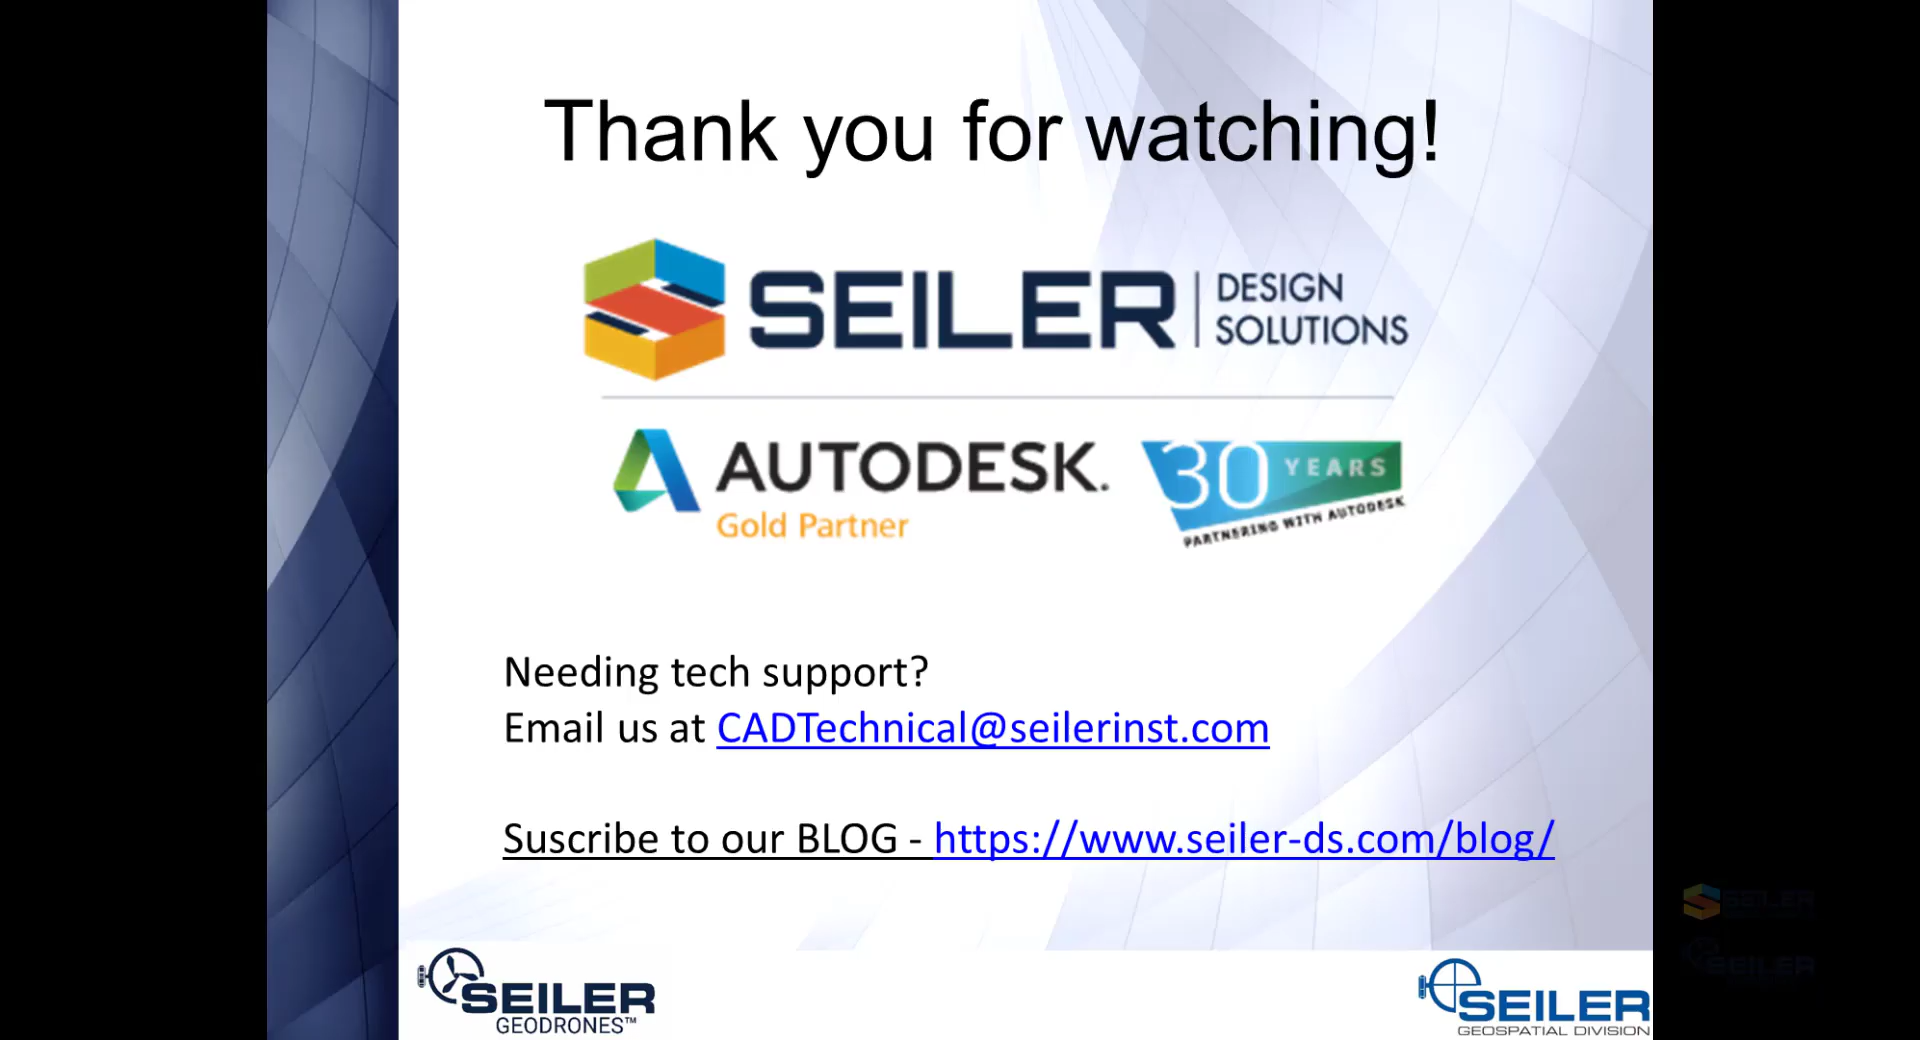 Thank you for watching!
SEILER | DESIGN SOLUTIONS
AUTODESK.
Gold Partner
30 YEARS
PARTNERING WITH AUTODESK
Needing tech support?
Email us at CADTechnical@seilerinst.com
Suscribe to our BLOG - https://www.seiler-ds.com/blog/
SEILER
GEODRONES™
SEILER
GEOSPATIAL DIVISION
SEILER
SEILER